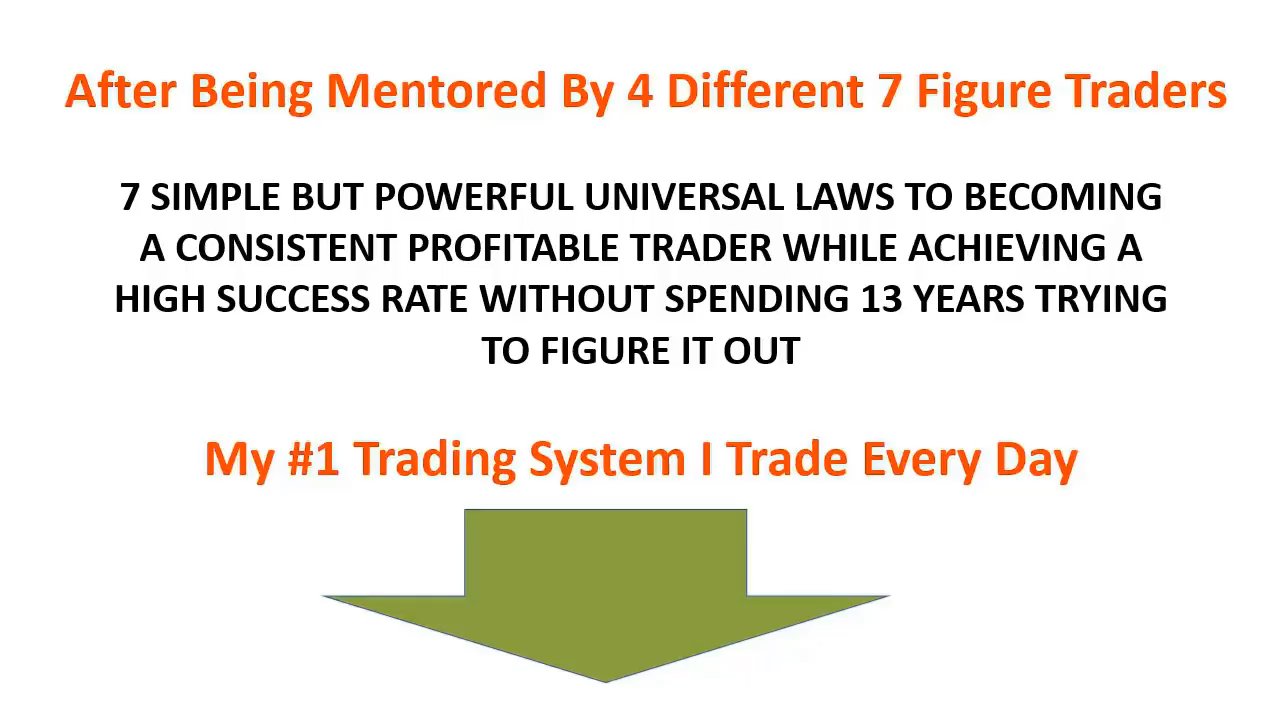 After Being Mentored By 4 Different 7 Figure Traders
7 SIMPLE BUT POWERFUL UNIVERSAL LAWS TO BECOMING
A CONSISTENT PROFITABLE TRADER WHILE ACHIEVING A
HIGH SUCCESS RATE WITHOUT SPENDING 13 YEARS TRYING
TO FIGURE IT OUT
My #1 Trading System I Trade Every Day